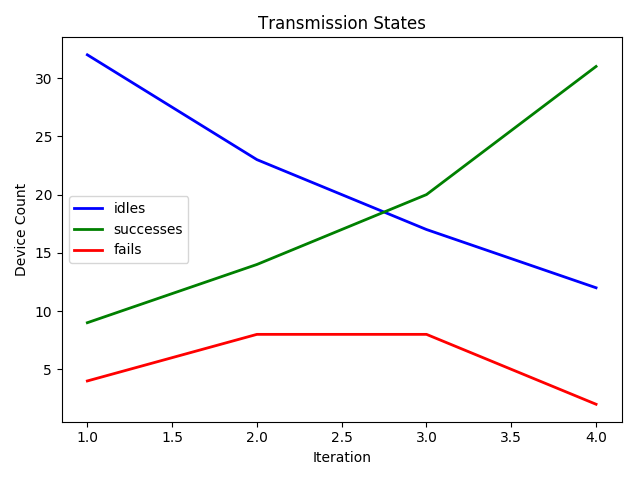 Transmission States
Device Count
30
25
20
15
10
5
idles
successes
fails
1.0 1.5 2.0 2.5 3.0 3.5 4.0
Iteration